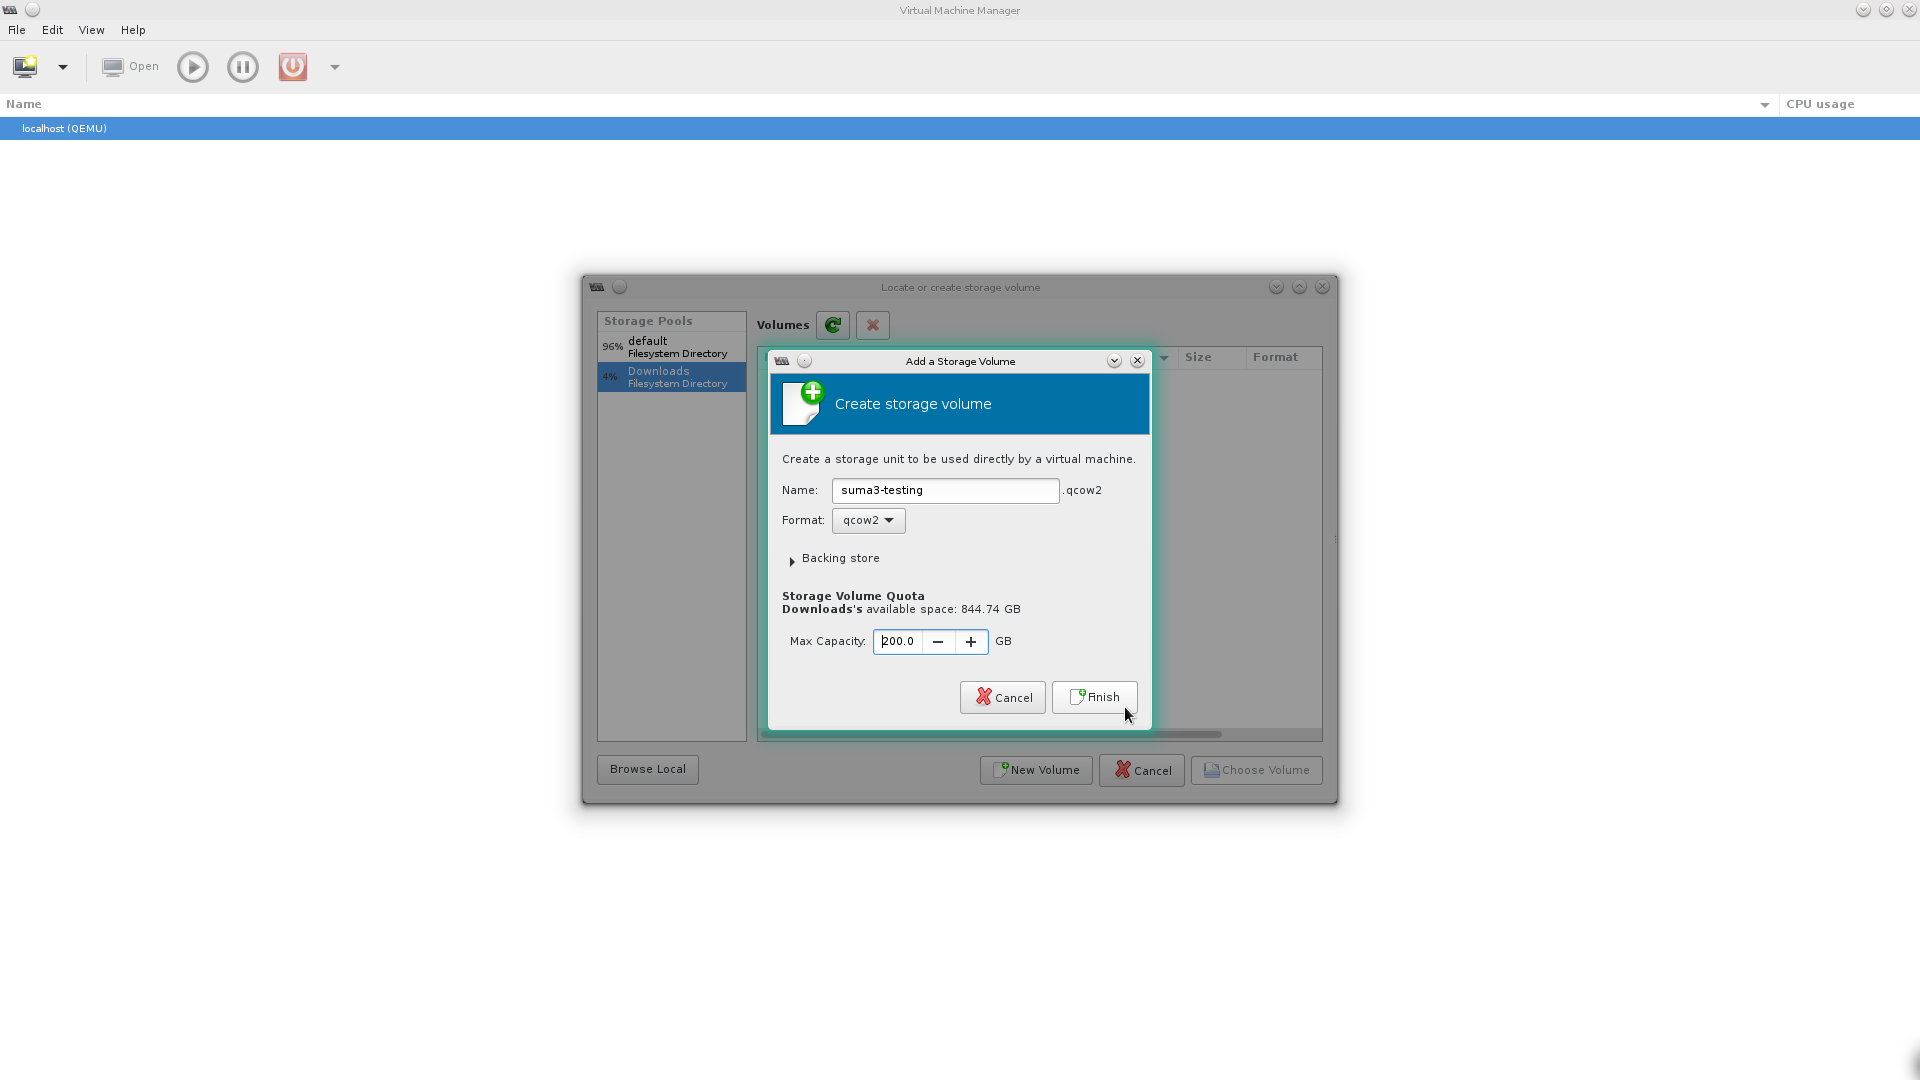 Virtual Machine Manager
File Edit View Help
Open
Name CPU usage
localhost (QEMU)
Locate or create storage volume
Storage Pools
96% default
Filesystem Directory
4% Downloads
Filesystem Directory
Volumes
Size Format
Add a Storage Volume
Create storage volume
Create a storage unit to be used directly by a virtual machine.
Name: suma3-testing .qcow2
Format: qcow2
Backing store
Storage Volume Quota
Downloads's available space: 844.74 GB
Max Capacity: 200.0 GB
Cancel Finish
Browse Local New Volume Cancel Choose Volume